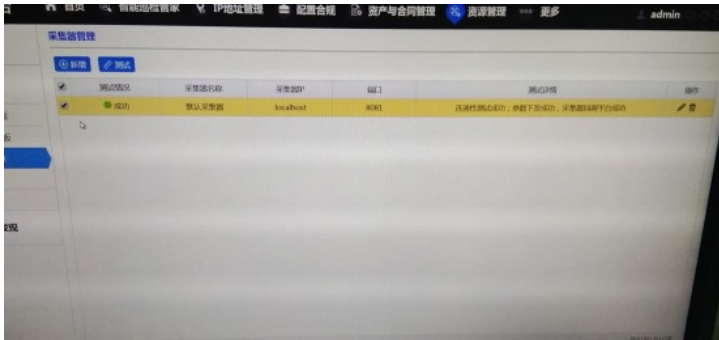 首页 智能巡检管家 IP地址管理 配置合规 资产与合同管理 资源管理 更多 admin
采集器管理
新增 测试
测试情况 采集器名称 采集器IP 端口 测试详情 操作
成功 默认采集器 localhost 8081 连通性测试成功；参数下发成功，采集器回调平台成功